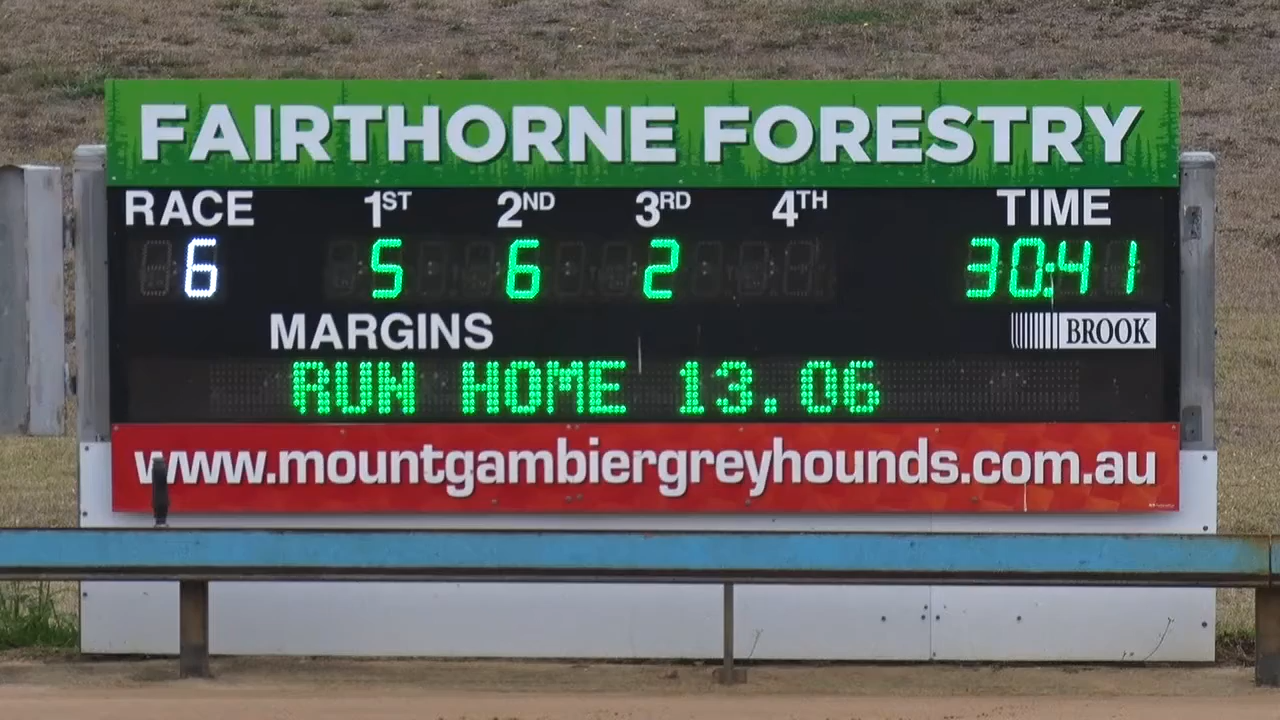 FAIRTHORNE FORESTRY
RACE 1ST 2ND 3RD 4TH TIME
6 5 6 2 30:41
MARGINS BROOK
RUN HOME 13.06
www.mountgambiergreyhounds.com.au